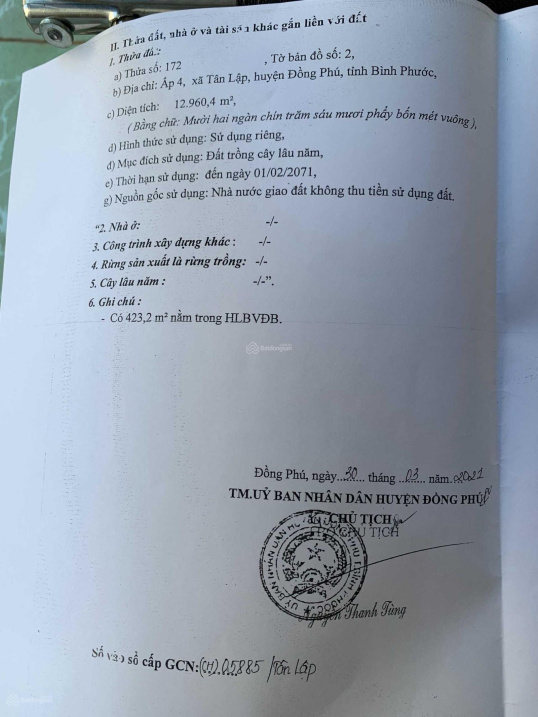 II. Thửa đất, nhà ở và tài sản khác gắn liền với đất
1. Thửa đất:
a) Thửa số: 172 , Tờ bản đồ số: 2,
b) Địa chỉ: Ấp 4, xã Tân Lập, huyện Đồng Phú, tỉnh Bình Phước,
c) Diện tích: 12.960,4 m²,
( Bằng chữ: Mười hai ngàn chín trăm sáu mươi phẩy bốn mét vuông ),
d) Hình thức sử dụng: Sử dụng riêng,
đ) Mục đích sử dụng: Đất trồng cây lâu năm,
e) Thời hạn sử dụng: đến ngày 01/02/2071,
g) Nguồn gốc sử dụng: Nhà nước giao đất không thu tiền sử dụng đất.
“2. Nhà ở: -/-
3. Công trình xây dựng khác : -/-
4. Rừng sản xuất là rừng trồng: -/-
5. Cây lâu năm : -/-”.
6. Ghi chú :
- Có 423,2 m² nằm trong HLBVĐB.
Đồng Phú, ngày...30... tháng ..03... năm.2021
TM.UỶ BAN NHÂN DÂN HUYỆN ĐỒNG PHÚ
CHỦ TỊCH
CHỦ TỊCH
Nguyễn Thanh Tùng
Số vào sổ cấp GCN:(CH).05885/Tân Lập